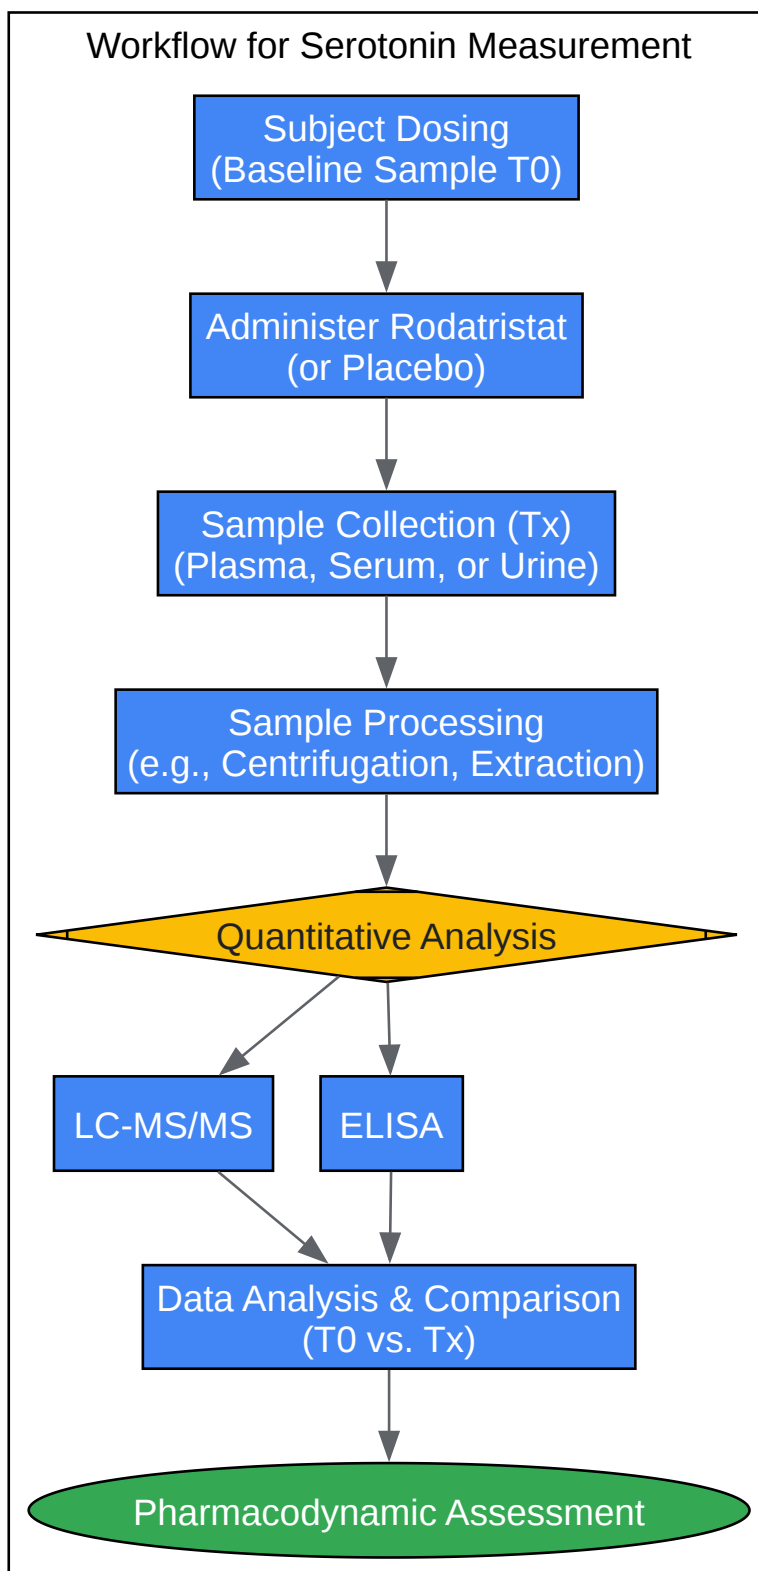 Workflow for Serotonin Measurement
Subject Dosing
(Baseline Sample T0)
Administer Rodatristat
(or Placebo)
Sample Collection (Tx)
(Plasma, Serum, or Urine)
Sample Processing
(e.g., Centrifugation, Extraction)
Quantitative Analysis
LC-MS/MS
ELISA
Data Analysis & Comparison
(T0 vs. Tx)
Pharmacodynamic Assessment